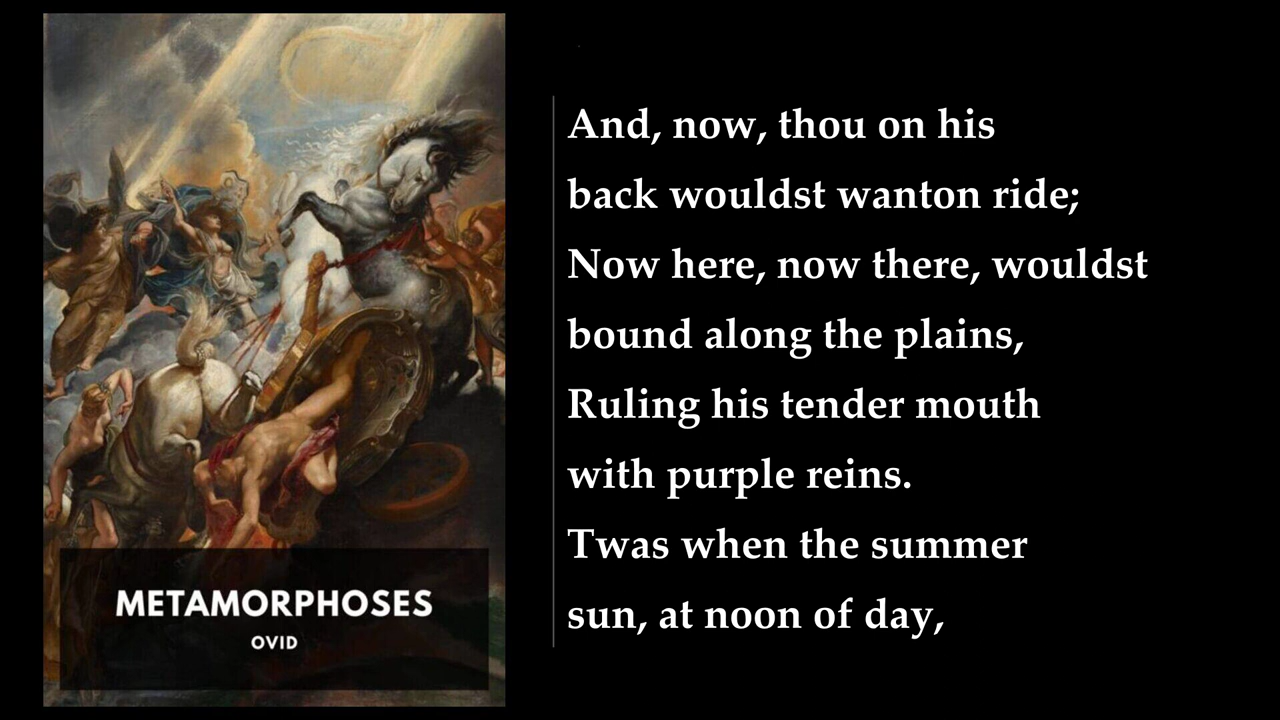 METAMORPHOSES
OVID
And, now, thou on his
back wouldst wanton ride;
Now here, now there, wouldst
bound along the plains,
Ruling his tender mouth
with purple reins.
Twas when the summer
sun, at noon of day,